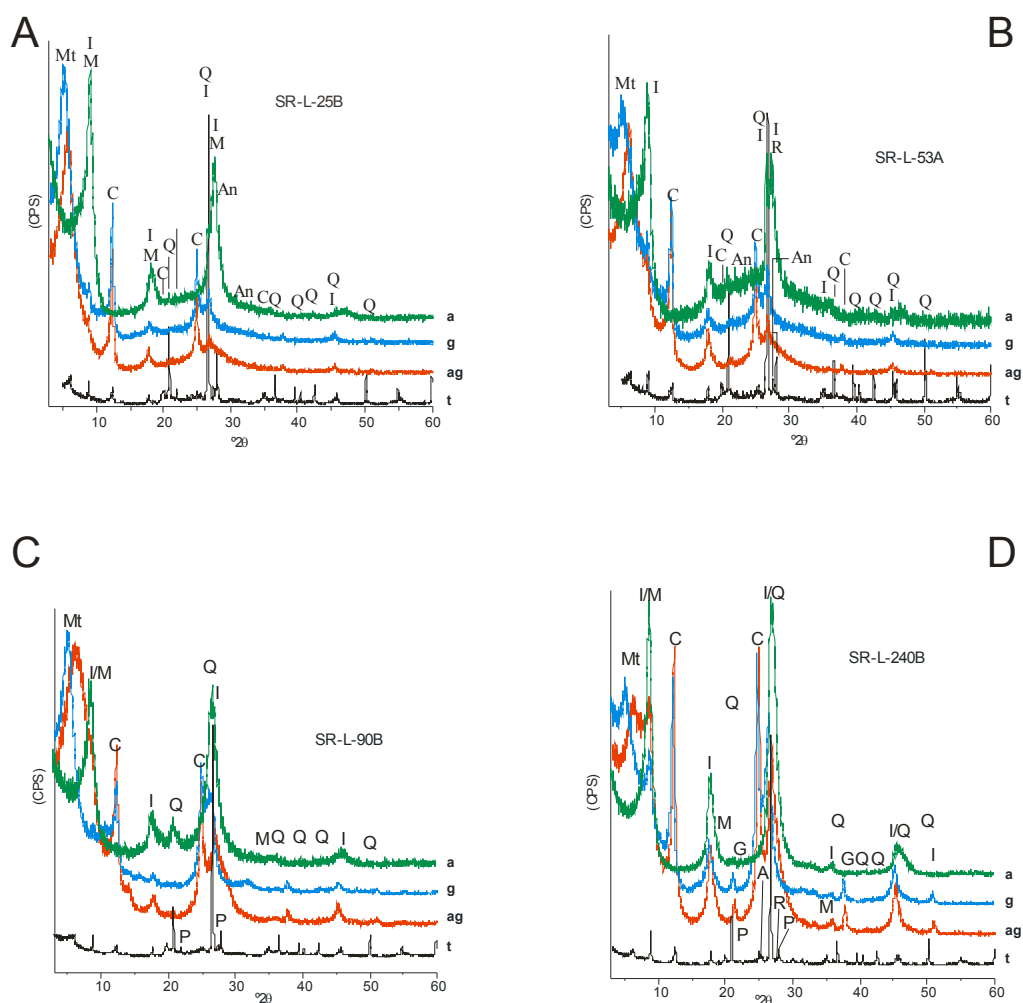 A
Mt
I
M
Q
I
SR-L-25B
I
M
An
C
I
M
C
Q
C
An
C
Q
Q
Q
Q
I
Q
a
g
ag
t
(CPS)
10 20 30 40 50 60
°2θ
B
Mt
I
Q
I
I
R
SR-L-53A
C
I
C
Q
An
C
An
I
Q
C
Q
Q
Q
I
Q
a
g
ag
t
(CPS)
10 20 30 40 50 60
°2θ
C
Mt
I/M
Q
I
SR-L-90B
C
C
I
Q
M Q Q Q I Q
P
P
a
g
ag
t
(CPS)
10 20 30 40 50 60
°2θ
D
I/M
I/Q
Mt
C
C
SR-L-240B
Q
I
M
G
A
P
R
P
I
M
Q
G Q Q
I/Q
Q
I
a
g
ag
t
(CPS)
10 20 30 40 50 60
°2θ